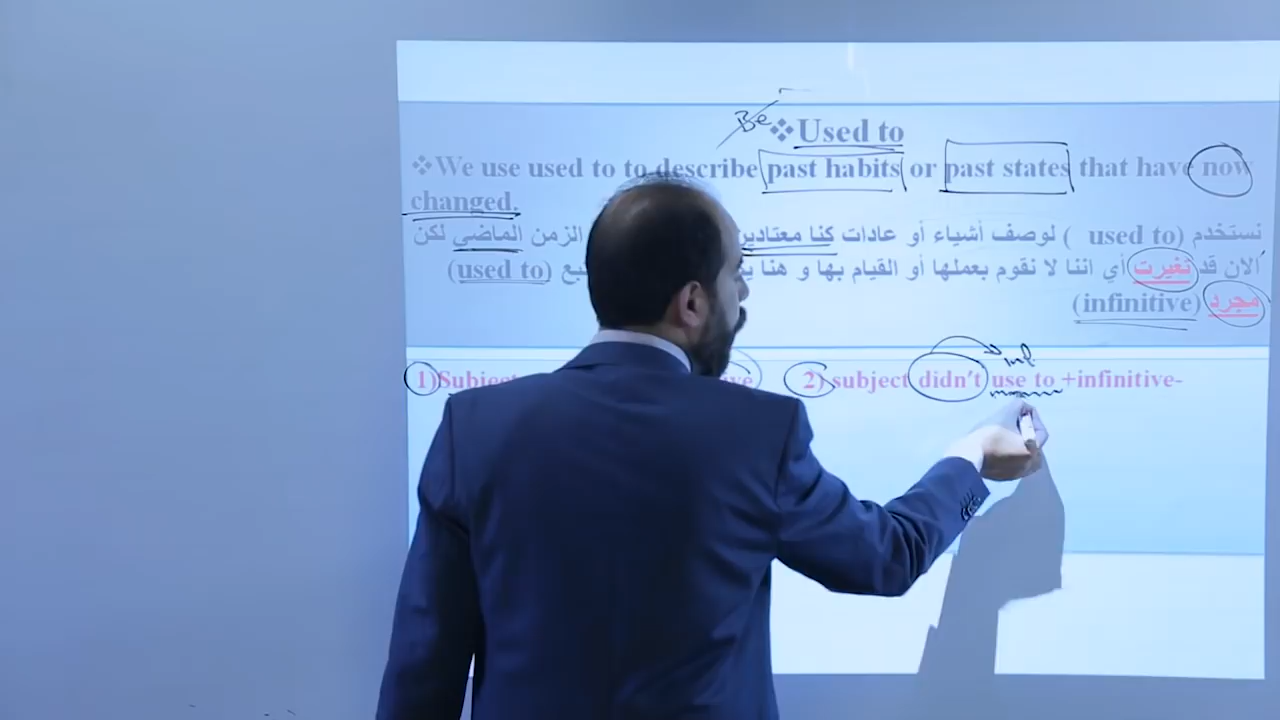 Be
❖Used to
❖We use used to to describe past habits or past states that have now
changed.
نستخدم (used to ) لوصف أشياء أو عادات كنا معتادين الزمن الماضي لكن
الان قد تغيرت أي اننا لا نقوم بعملها أو القيام بها و هنا (used to)
مجرد (infinitive)
inf.
1)Subject 2) subject didn't use to +infinitive-